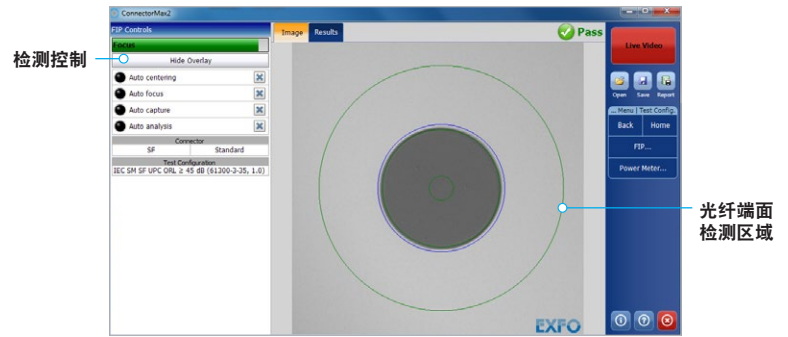 ConnectorMax2
FIP Controls
Focus
Hide Overlay
Auto centering
Auto focus
Auto capture
Auto analysis
Connector
SF Standard
Test Configuration
IEC SM SF UPC ORL ≥ 45 dB (61300-3-35, 1.0)
Image Results
Pass
EXFO
Live Video
Open Save Report
... Menu | Test Config.
Back Home
FIP...
Power Meter...
检测控制
光纤端面
检测区域